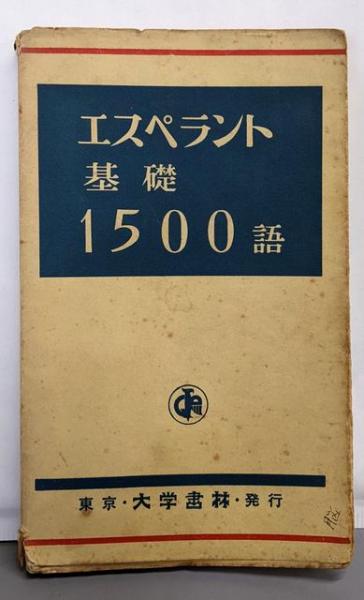 エスペラント
基礎
1500語
東京・大学書林・発行